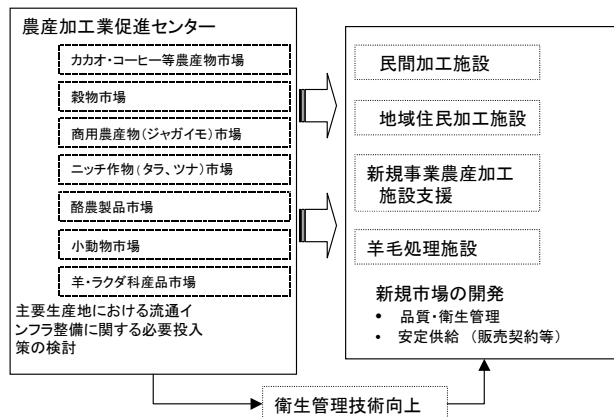 農産加工業促進センター
カカオ・コーヒー等農産物市場
穀物市場
商用農産物(ジャガイモ)市場
ニッチ作物(タラ、ツナ)市場
酪農製品市場
小動物市場
羊・ラクダ科産品市場
主要生産地における流通イ
ンフラ整備に関する必要投入
策の検討
民間加工施設
地域住民加工施設
新規事業農産加工
施設支援
羊毛処理施設
新規市場の開発
• 品質・衛生管理
• 安定供給 (販売契約等)
衛生管理技術向上